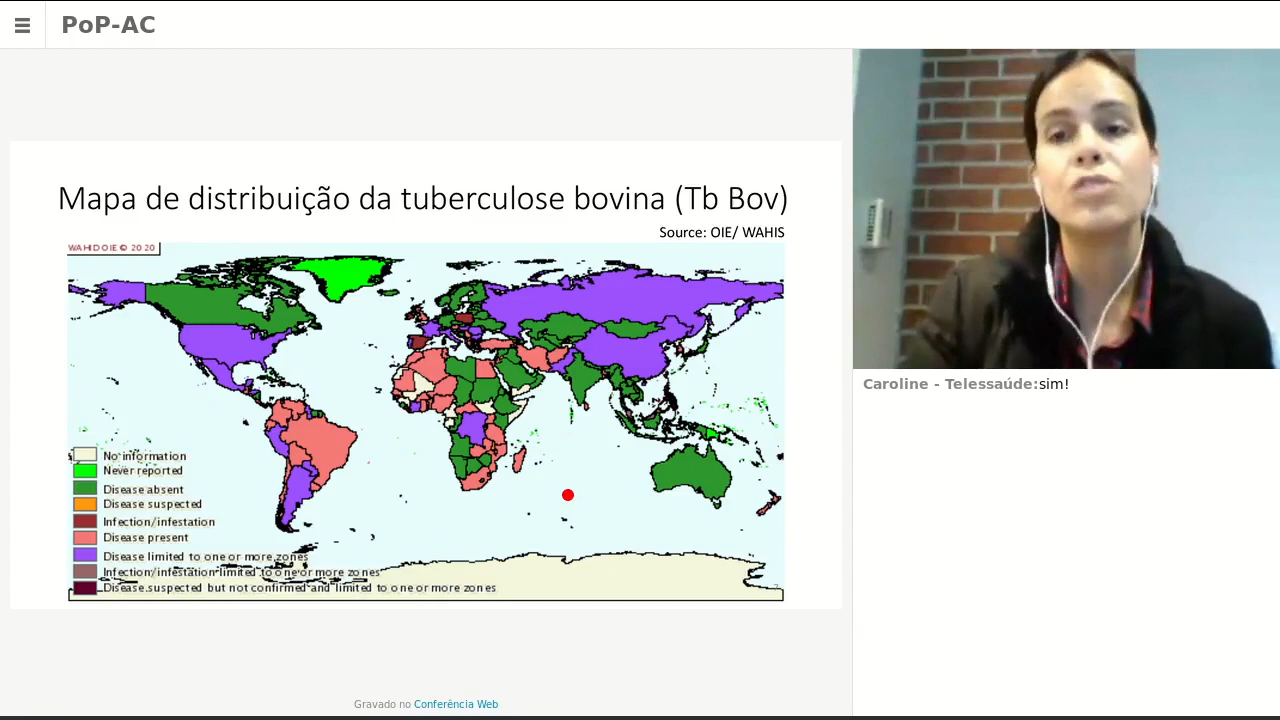 PoP-AC
Mapa de distribuição da tuberculose bovina (Tb Bov)
Source: OIE/ WAHIS
WAHID OIE © 2020
No information
Never reported
Disease absent
Disease suspected
Infection/infestation
Disease present
Disease limited to one or more zones
Infection/infestation limited to one or more zones
Disease suspected but not confirmed and limited to one or more zones
Caroline - Telessaúde:sim!
Gravado no Conferência Web